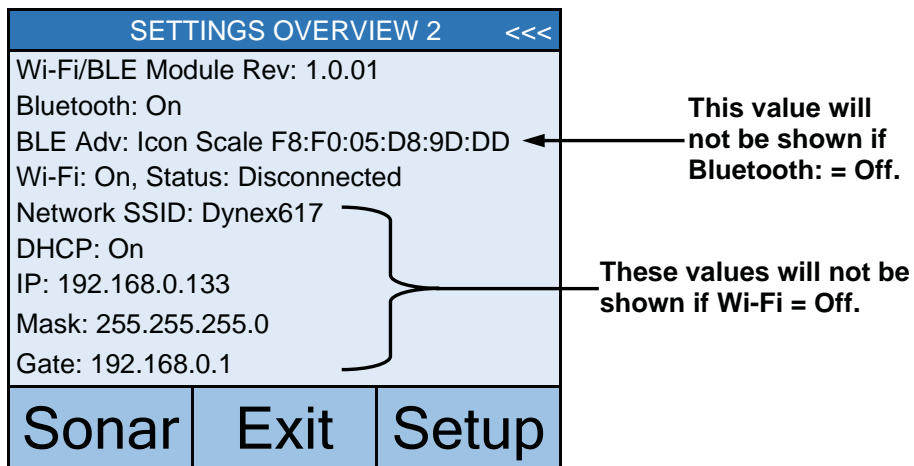 SETTINGS OVERVIEW 2 <<<
Wi-Fi/BLE Module Rev: 1.0.01
Bluetooth: On
BLE Adv: Icon Scale F8:F0:05:D8:9D:DD
Wi-Fi: On, Status: Disconnected
Network SSID: Dynex617
DHCP: On
IP: 192.168.0.133
Mask: 255.255.255.0
Gate: 192.168.0.1
Sonar Exit Setup
This value will
not be shown if
Bluetooth: = Off.
These values will not be
shown if Wi-Fi = Off.